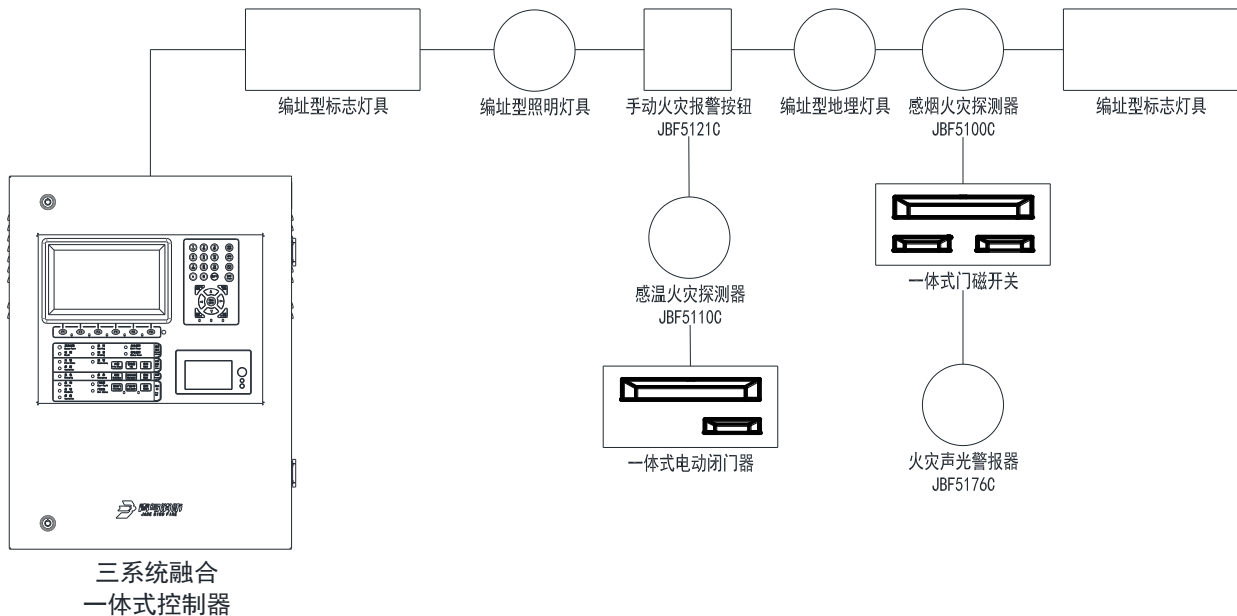 编址型标志灯具
编址型照明灯具
手动火灾报警按钮
JBF5121C
编址型地埋灯具
感烟火灾探测器
JBF5100C
编址型标志灯具
感温火灾探测器
JBF5110C
一体式门磁开关
一体式电动闭门器
火灾声光警报器
JBF5176C
三系统融合
一体式控制器